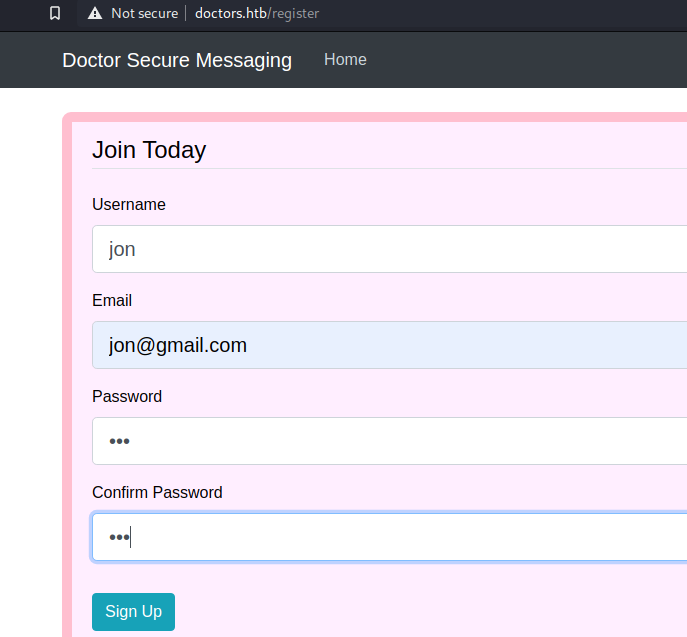 Not secure doctors.htb/register
Doctor Secure Messaging Home
Join Today
Username
jon
Email
jon@gmail.com
Password
•••
Confirm Password
•••
Sign Up